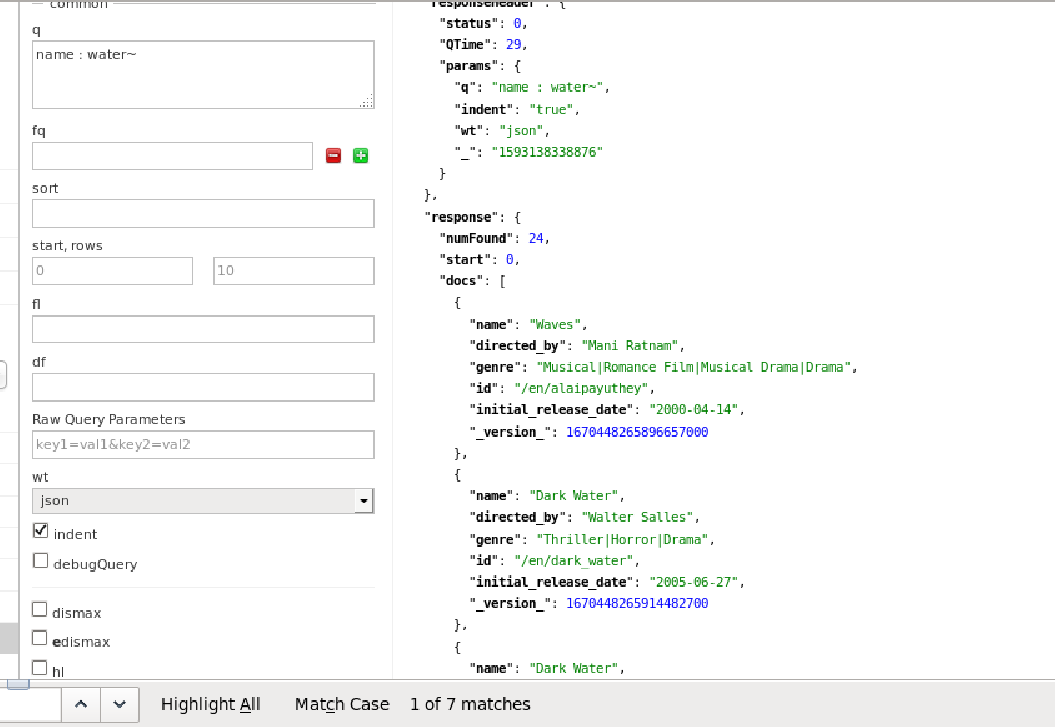 common
q
name : water~
fq
sort
start, rows
0
10
fl
df
Raw Query Parameters
key1=val1&key2=val2
wt
json
indent
debugQuery
dismax
edismax
hl
"responseHeader": {
"status": 0,
"QTime": 29,
"params": {
"q": "name : water~",
"indent": "true",
"wt": "json",
"_": "1593138338876"
}
},
"response": {
"numFound": 24,
"start": 0,
"docs": [
{
"name": "Waves",
"directed_by": "Mani Ratnam",
"genre": "Musical|Romance Film|Musical Drama|Drama",
"id": "/en/alaipayuthey",
"initial_release_date": "2000-04-14",
"_version_": 1670448265896657000
},
{
"name": "Dark Water",
"directed_by": "Walter Salles",
"genre": "Thriller|Horror|Drama",
"id": "/en/dark_water",
"initial_release_date": "2005-06-27",
"_version_": 1670448265914482700
},
{
"name": "Dark Water",
Highlight All Match Case 1 of 7 matches